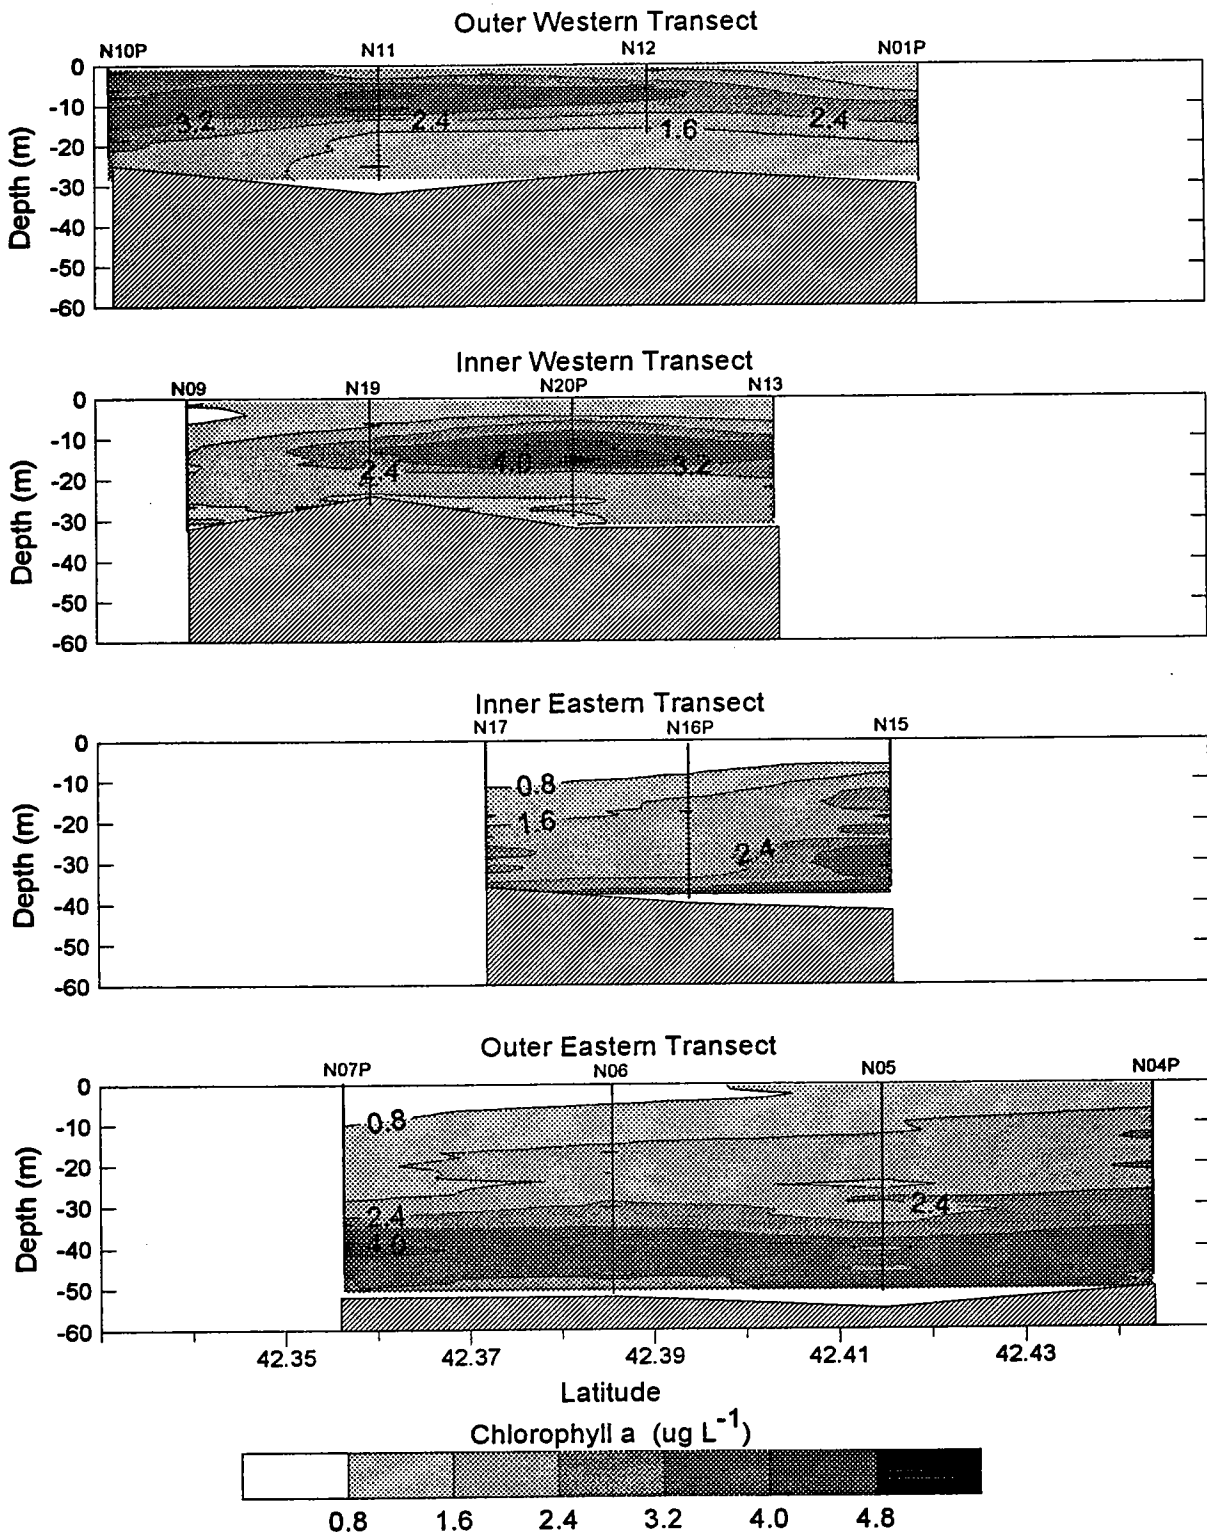 Outer Western Transect
N10P N11 N12 N01P
0
-10
-20
-30
-40
-50
-60
Depth (m)
3.2 2.4 1.6 2.4
Inner Western Transect
N09 N19 N20P N13
0
-10
-20
-30
-40
-50
-60
Depth (m)
2.4 4.0 3.2
Inner Eastern Transect
N17 N16P N15
0
-10
-20
-30
-40
-50
-60
Depth (m)
0.8
1.6
2.4
Outer Eastern Transect
N07P N06 N05 N04P
0
-10
-20
-30
-40
-50
-60
Depth (m)
0.8
2.4 2.4
4.0
42.35 42.37 42.39 42.41 42.43
Latitude
Chlorophyll a (ug L-1)
0.8 1.6 2.4 3.2 4.0 4.8